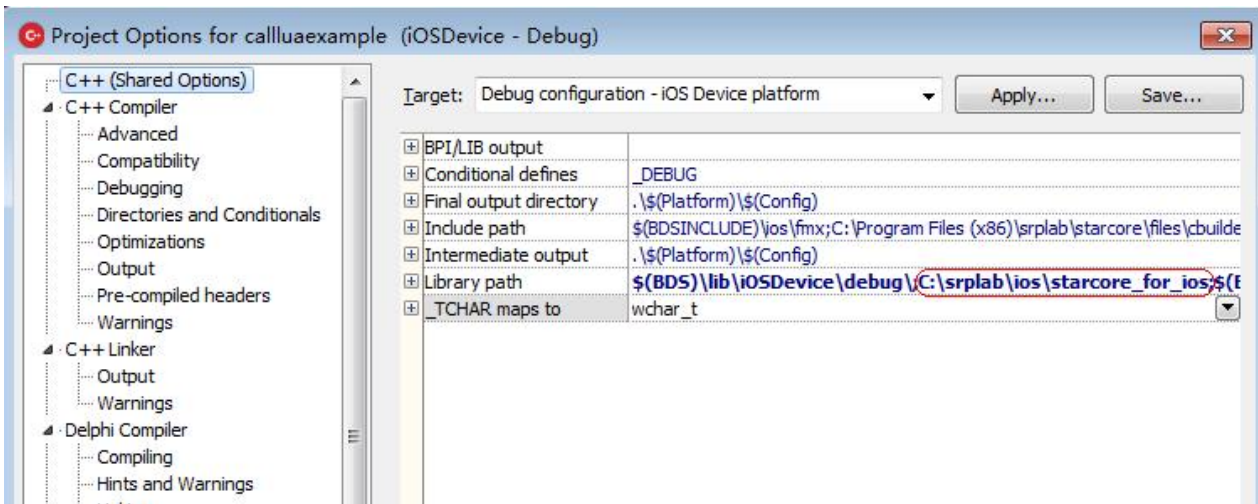 Project Options for callluaexample (iOSDevice - Debug)
C++ (Shared Options)
C++ Compiler
Advanced
Compatibility
Debugging
Directories and Conditionals
Optimizations
Output
Pre-compiled headers
Warnings
C++ Linker
Output
Warnings
Delphi Compiler
Compiling
Hints and Warnings
Target: Debug configuration - iOS Device platform
Apply...
Save...
BPI/LIB output
Conditional defines _DEBUG
Final output directory .\$(Platform)\$(Config)
Include path $(BDSINCLUDE)\ios\fmx;C:\Program Files (x86)\srplab\starcore\files\cbuilde
Intermediate output .\$(Platform)\$(Config)
Library path $(BDS)\lib\iOSDevice\debug\;C:\srplab\ios\starcore_for_ios;$(B
_TCHAR maps to wchar_t